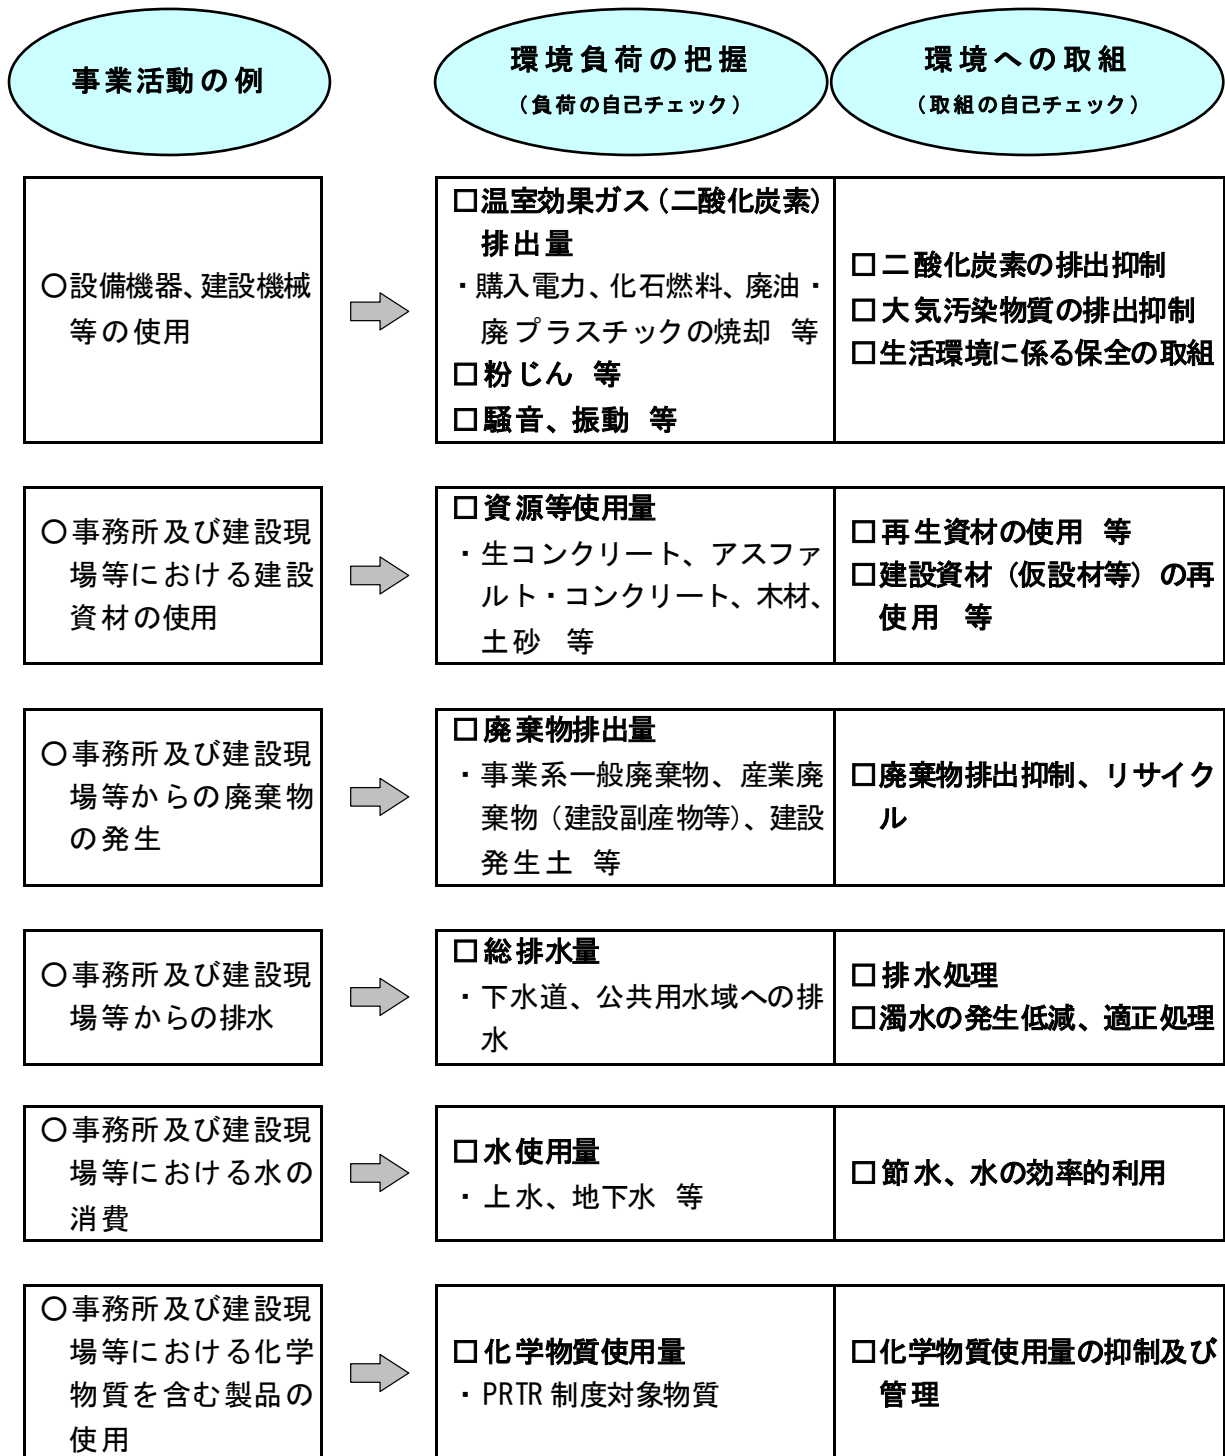 事業活動の例
環境負荷の把握
（負荷の自己チェック）
環境への取組
（取組の自己チェック）
〇設備機器、建設機械
等の使用
□温室効果ガス（二酸化炭素）
排出量
・購入電力、化石燃料、廃油・
廃プラスチックの焼却 等
□粉じん 等
□騒音、振動 等
□二酸化炭素の排出抑制
□大気汚染物質の排出抑制
□生活環境に係る保全の取組
〇事務所及び建設現
場等における建設
資材の使用
□資源等使用量
・生コンクリート、アスファ
ルト・コンクリート、木材、
土砂 等
□再生資材の使用 等
□建設資材（仮設材等）の再
使用 等
〇事務所及び建設現
場等からの廃棄物
の発生
□廃棄物排出量
・事業系一般廃棄物、産業廃
棄物（建設副産物等）、建設
発生土 等
□廃棄物排出抑制、リサイク
ル
〇事務所及び建設現
場等からの排水
□総排水量
・下水道、公共用水域への排
水
□排水処理
□濁水の発生低減、適正処理
〇事務所及び建設現
場等における水の
消費
□水使用量
・上水、地下水 等
□節水、水の効率的利用
〇事務所及び建設現
場等における化学
物質を含む製品の
使用
□化学物質使用量
・PRTR 制度対象物質
□化学物質使用量の抑制及び
管理